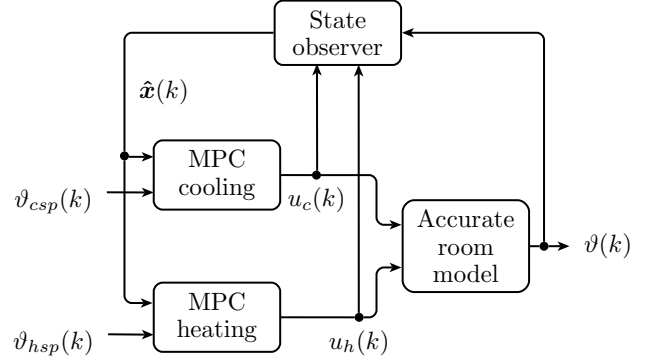 State
observer
x̂(k)
MPC
cooling
ϑcsp(k)
uc(k)
Accurate
room
model
ϑ(k)
MPC
heating
ϑhsp(k)
uh(k)